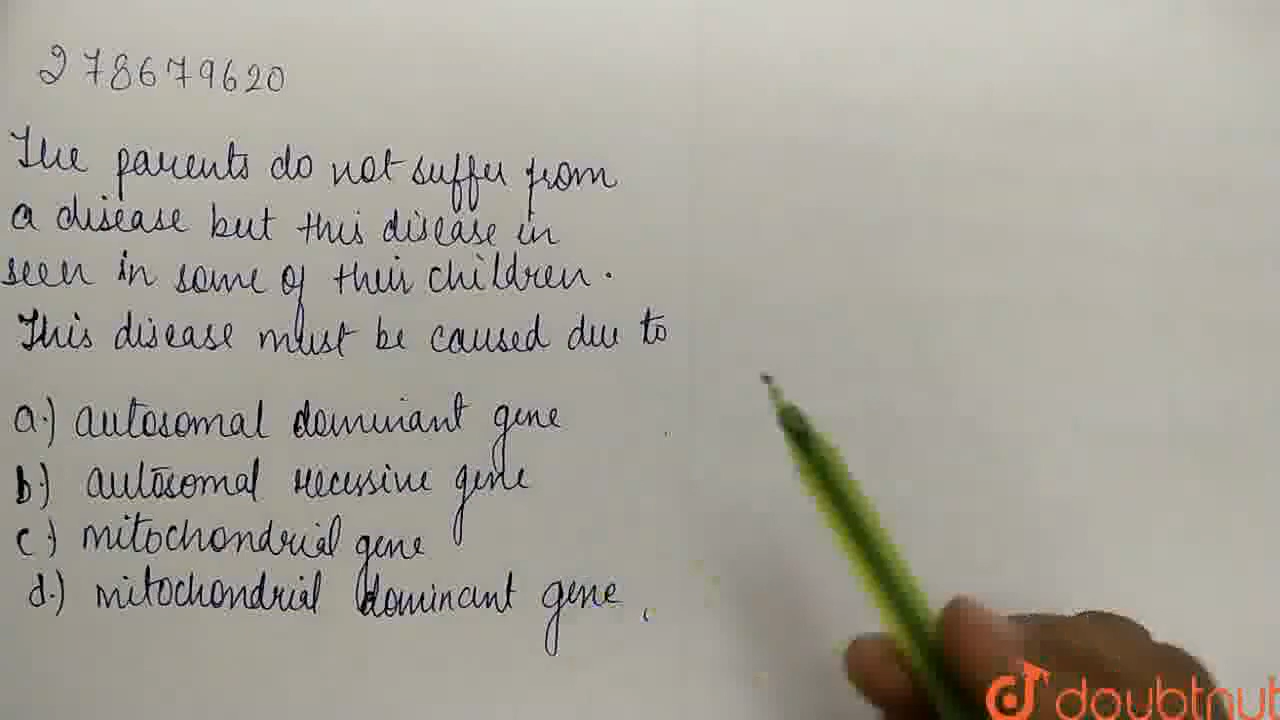 278679620
The parents do not suffer from
a disease but this disease in
seen in some of their children.
This disease must be caused due to
a.) autosomal dominant gene
b.) autosomal recessive gene
c.) mitochondrial gene
d.) mitochondrial dominant gene.
doubtnut